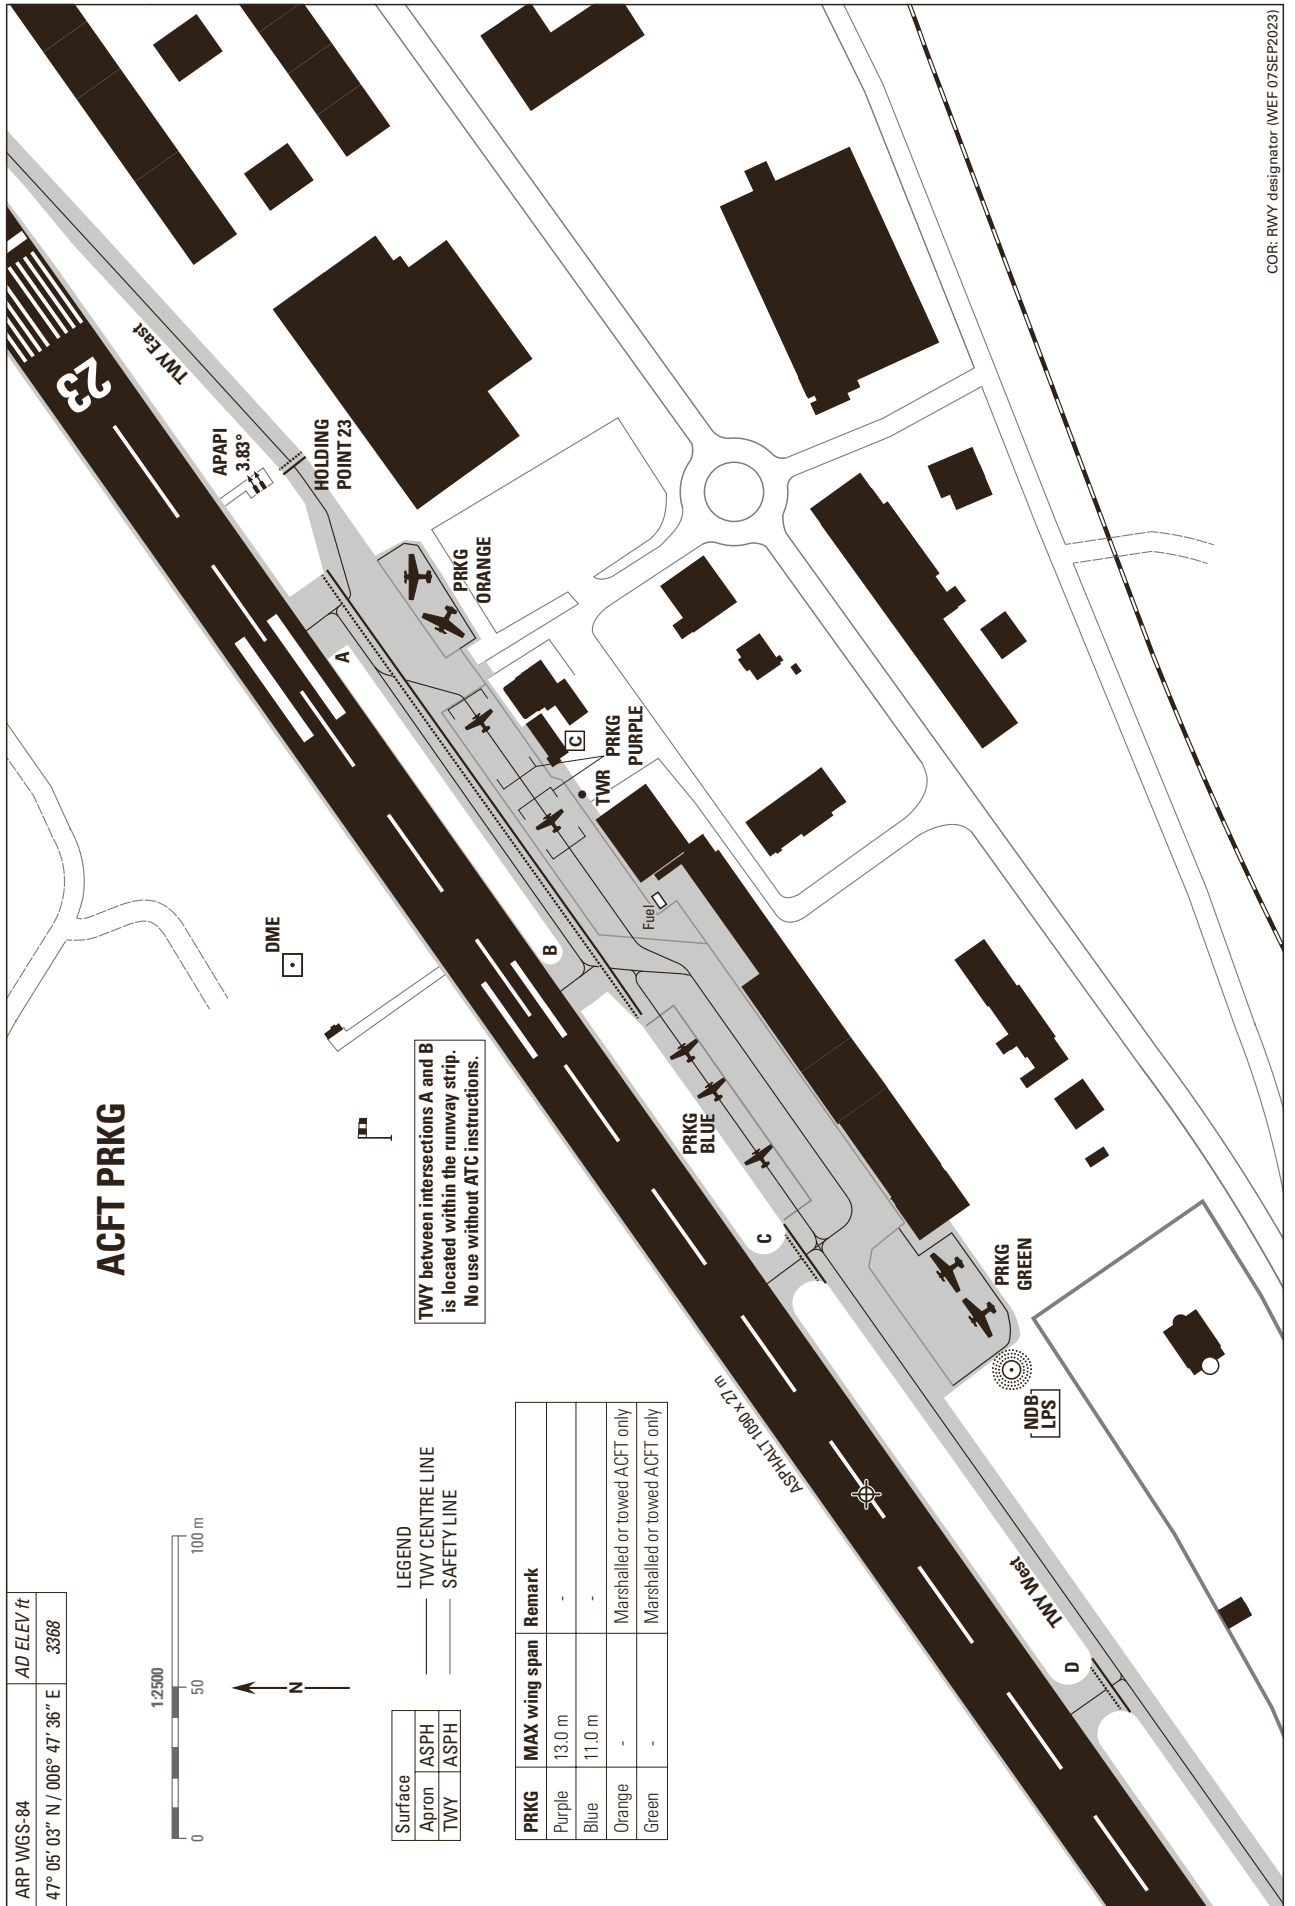 ARP WGS-84
AD ELEV ft
47° 05' 03" N / 006° 47' 36" E
3368
ACFT PRKG
1:2500
0
50
100 m
N
LEGEND
TWY CENTRE LINE
SAFETY LINE
Surface
Apron ASPH
TWY ASPH
PRKG MAX wing span Remark
Purple 13.0 m -
Blue 11.0 m -
Orange - Marshalled or towed ACFT only
Green - Marshalled or towed ACFT only
TWY between intersections A and B
is located within the runway strip.
No use without ATC instructions.
DME
APAPI
3.83°
23
TWY East
HOLDING
POINT 23
A
PRKG
ORANGE
C
PRKG
PURPLE
TWR
B
Fuel
PRKG
BLUE
C
PRKG
GREEN
NDB
LPS
ASPHALT 1090 x 27 m
TWY West
D
COR: RWY designator (WEF 07SEP2023)